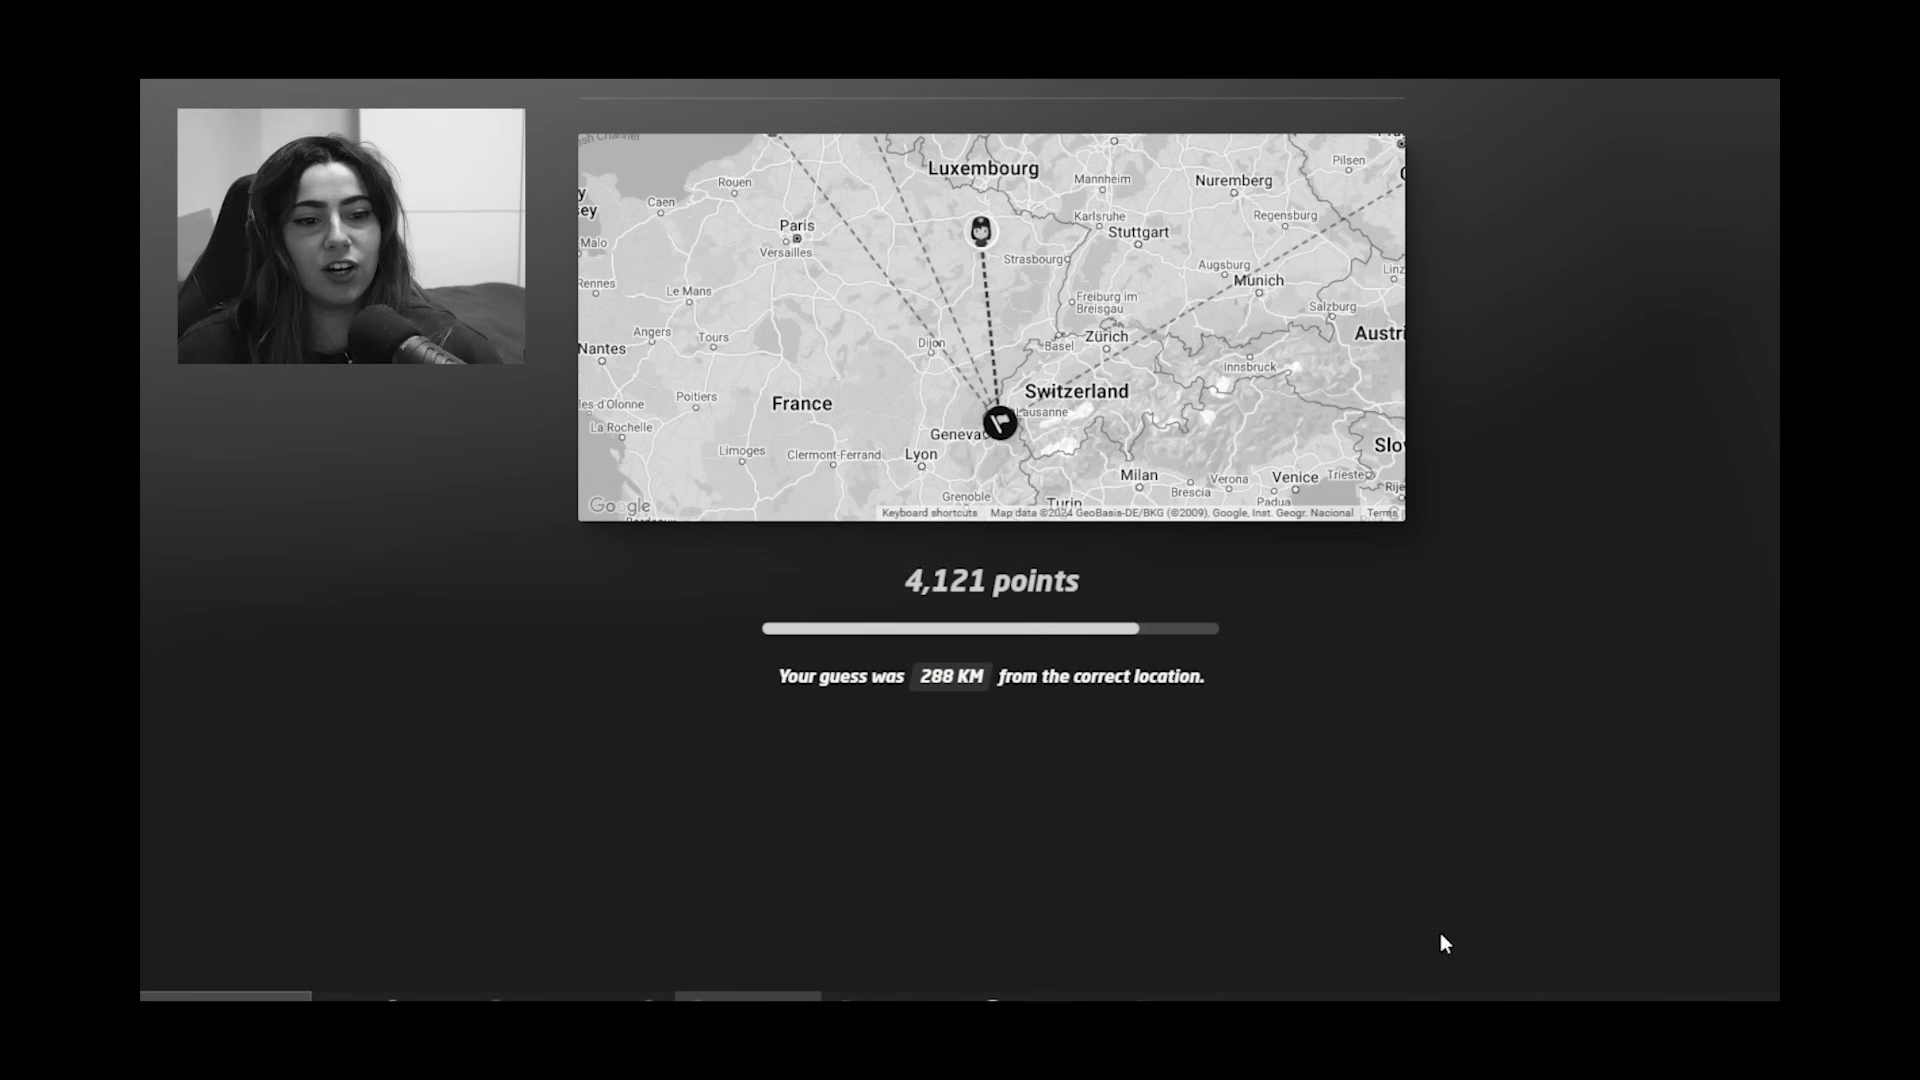 Luxembourg
Pilsen
Mannheim
Nuremberg
Rouen
Caen
Karlsruhe
Regensburg
Paris
Stuttgart
Malo
Versailles
Strasbourg
Augsburg
Rennes
Le Mans
Munich
Freiburg im
Breisgau
Salzburg
Angers
Tours
Dijon
Basel
Zürich
Nantes
Innsbruck
Poitiers
France
Switzerland
Lausanne
La Rochelle
Geneva
Limoges
Clermont-Ferrand
Lyon
Milan
Verona
Venice
Trieste
Brescia
Padua
Grenoble
Turin
Google
Keyboard shortcuts
Map data ©2024 GeoBasis-DE/BKG (©2009), Google, Inst. Geogr. Nacional
Terms
4,121 points
Your guess was 288 KM from the correct location.